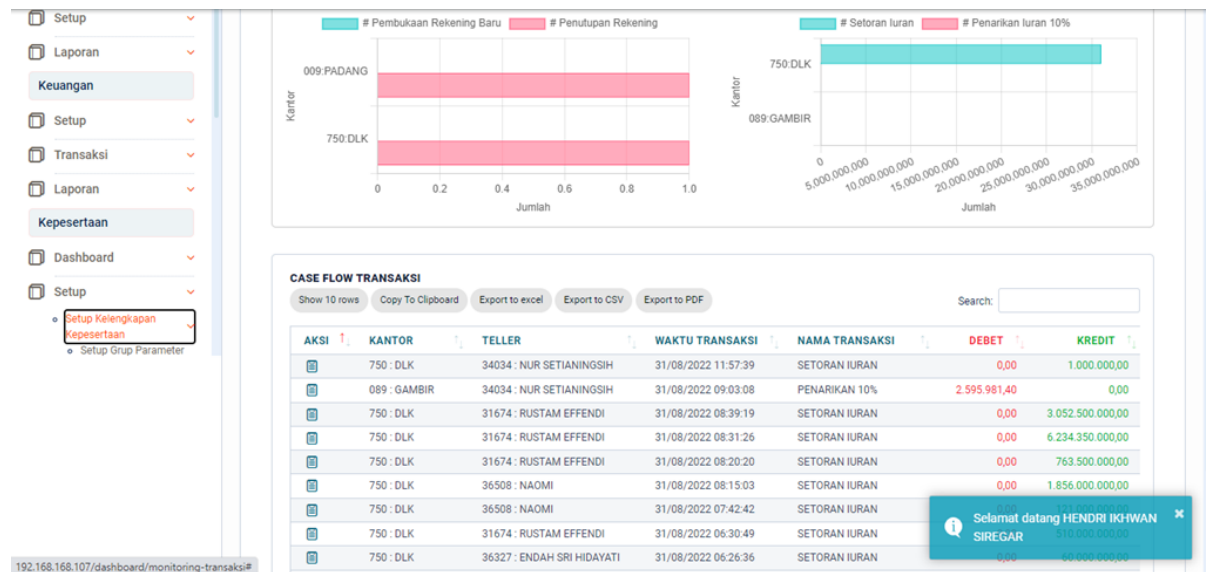 Setup
Laporan
Keuangan
Setup
Transaksi
Laporan
Kepesertaan
Dashboard
Setup
Setup Kelengkapan
Kepesertaan
Setup Grup Parameter
# Pembukaan Rekening Baru # Penutupan Rekening
Kantor
009:PADANG
750:DLK
0 0.2 0.4 0.6 0.8 1.0
Jumlah
# Setoran Iuran # Penarikan Iuran 10%
Kantor
750:DLK
089:GAMBIR
0 5.000.000.000 10.000.000.000 15.000.000.000 20.000.000.000 25.000.000.000 30.000.000.000 35.000.000.000
Jumlah
CASE FLOW TRANSAKSI
Show 10 rows Copy To Clipboard Export to excel Export to CSV Export to PDF Search:
AKSI KANTOR TELLER WAKTU TRANSAKSI NAMA TRANSAKSI DEBET KREDIT
750 : DLK 34034 : NUR SETIANINGSIH 31/08/2022 11:57:39 SETORAN IURAN 0,00 1.000.000,00
089 : GAMBIR 34034 : NUR SETIANINGSIH 31/08/2022 09:03:08 PENARIKAN 10% 2.595.981,40 0,00
750 : DLK 31674 : RUSTAM EFFENDI 31/08/2022 08:39:19 SETORAN IURAN 0,00 3.052.500.000,00
750 : DLK 31674 : RUSTAM EFFENDI 31/08/2022 08:31:26 SETORAN IURAN 0,00 6.234.350.000,00
750 : DLK 31674 : RUSTAM EFFENDI 31/08/2022 08:20:20 SETORAN IURAN 0,00 763.500.000,00
750 : DLK 36508 : NAOMI 31/08/2022 08:15:03 SETORAN IURAN 0,00 1.856.000.000,00
750 : DLK 36508 : NAOMI 31/08/2022 07:42:42 SETORAN IURAN
750 : DLK 31674 : RUSTAM EFFENDI 31/08/2022 06:30:49 SETORAN IURAN
750 : DLK 36327 : ENDAH SRI HIDAYATI 31/08/2022 06:26:36 SETORAN IURAN
Selamat datang HENDRI IKHWAN
SIREGAR
192.168.168.107/dashboard/monitoring-transaksi#